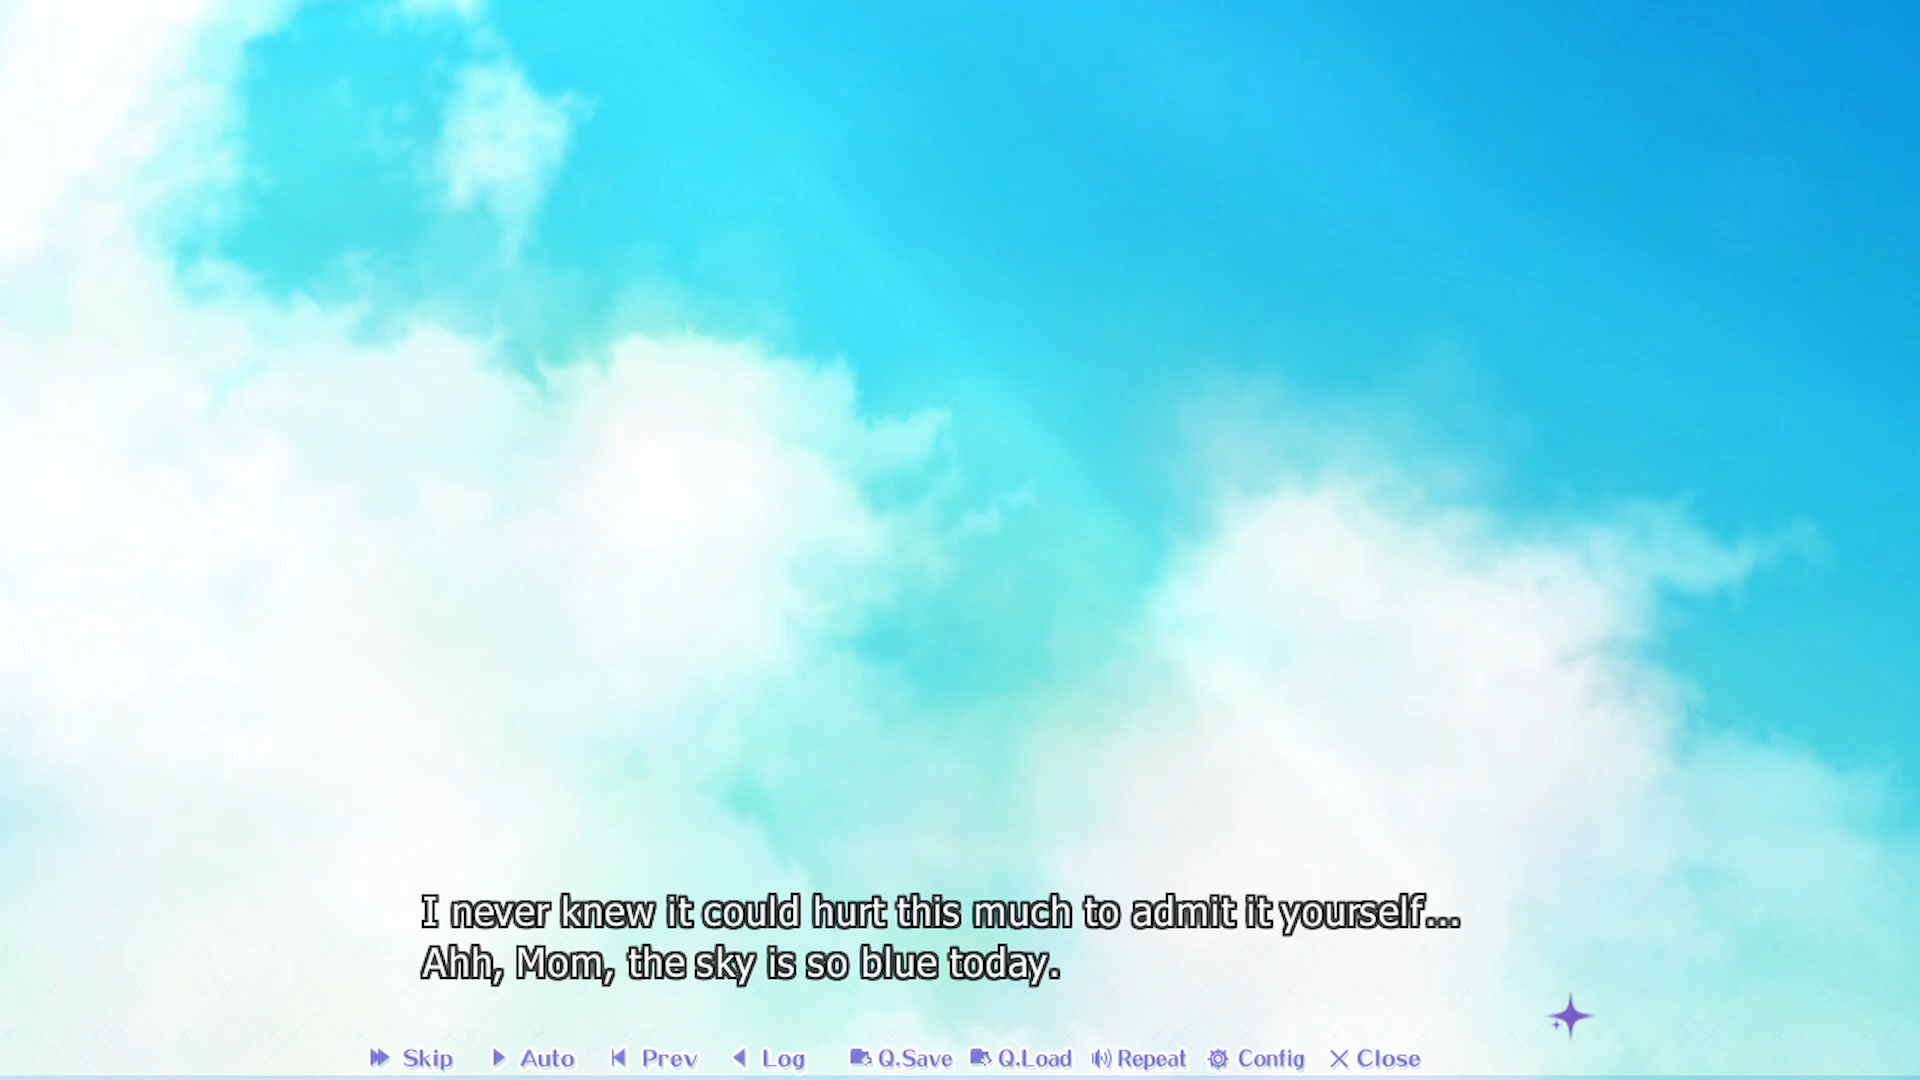 I never knew it could hurt this much to admit it yourself...
Ahh, Mom, the sky is so blue today.
Skip Auto Prev Log Q.Save Q.Load Repeat Config Close